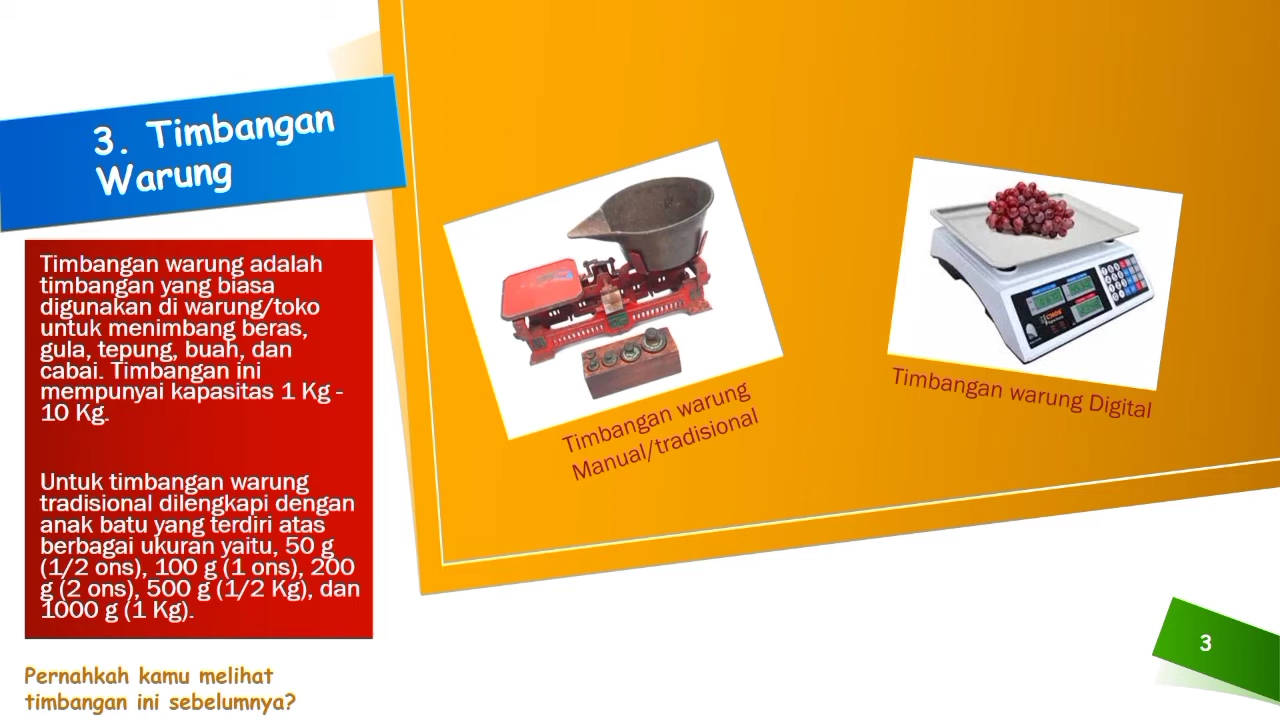 3. Timbangan
Warung
Timbangan warung adalah
timbangan yang biasa
digunakan di warung/toko
untuk menimbang beras,
gula, tepung, buah, dan
cabai. Timbangan ini
mempunyai kapasitas 1 Kg -
10 Kg.
Untuk timbangan warung
tradisional dilengkapi dengan
anak batu yang terdiri atas
berbagai ukuran yaitu, 50 g
(1/2 ons), 100 g (1 ons), 200
g (2 ons), 500 g (1/2 Kg), dan
1000 g (1 Kg).
Pernahkah kamu melihat
timbangan ini sebelumnya?
Timbangan warung
Manual/tradisional
Timbangan warung Digital
3